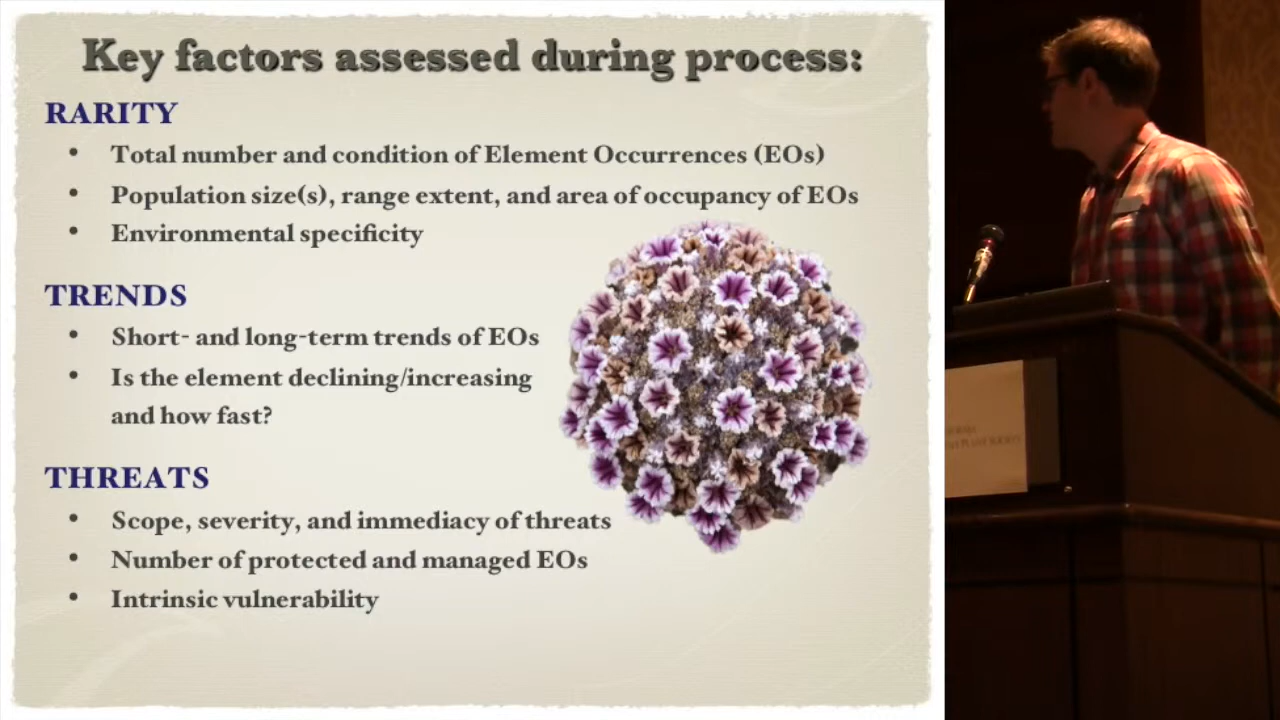 Key factors assessed during process:
RARITY
• Total number and condition of Element Occurrences (EOs)
• Population size(s), range extent, and area of occupancy of EOs
• Environmental specificity
TRENDS
• Short- and long-term trends of EOs
• Is the element declining/increasing
and how fast?
THREATS
• Scope, severity, and immediacy of threats
• Number of protected and managed EOs
• Intrinsic vulnerability